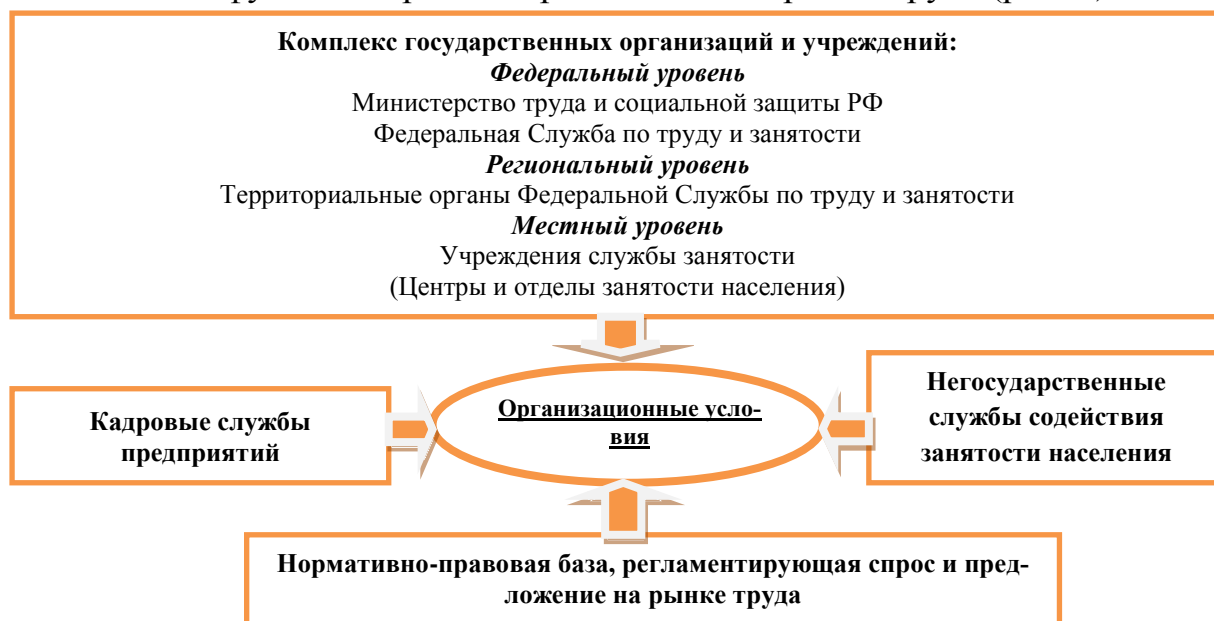 Комплекс государственных организаций и учреждений:
Федеральный уровень
Министерство труда и социальной защиты РФ
Федеральная Служба по труду и занятости
Региональный уровень
Территориальные органы Федеральной Службы по труду и занятости
Местный уровень
Учреждения службы занятости
(Центры и отделы занятости населения)
Кадровые службы
предприятий
Организационные усло-
вия
Негосударственные
службы содействия
занятости населения
Нормативно-правовая база, регламентирующая спрос и пред-
ложение на рынке труда